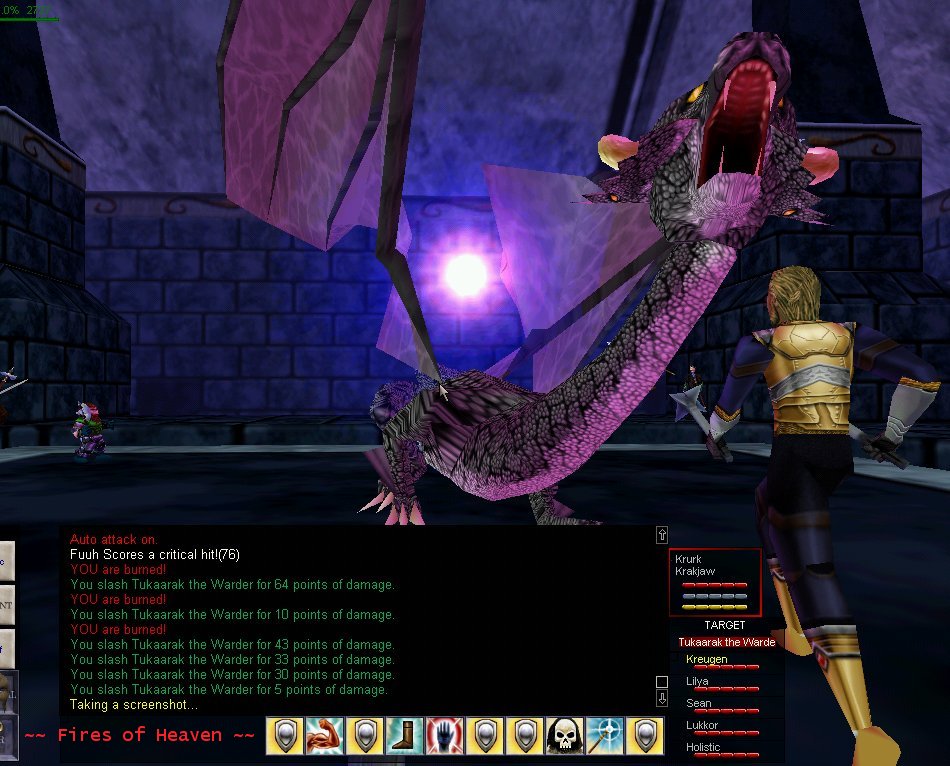 Auto attack on.
Fuuh Scores a critical hit!(76)
YOU are burned!
You slash Tukaarak the Warder for 64 points of damage.
YOU are burned!
You slash Tukaarak the Warder for 10 points of damage.
YOU are burned!
You slash Tukaarak the Warder for 43 points of damage.
You slash Tukaarak the Warder for 33 points of damage.
You slash Tukaarak the Warder for 30 points of damage.
You slash Tukaarak the Warder for 5 points of damage.
Taking a screenshot...
~~ Fires of Heaven ~~
Krurk
Krakjaw
TARGET
Tukaarak the Warde
Kreugen
Lilya
Sean
Lukkor
Holistic